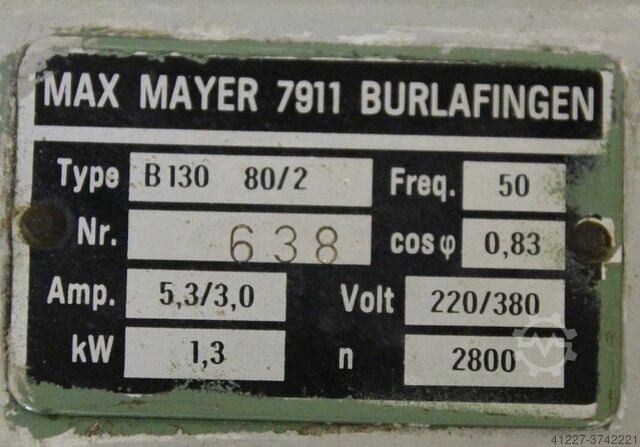 MAX MAYER 7911 BURLAFINGEN
Type B130 80/2 Freq. 50
Nr. 638 cos φ 0,83
Amp. 5,3/3,0 Volt 220/380
kW 1,3 n 2800
41227-3742221